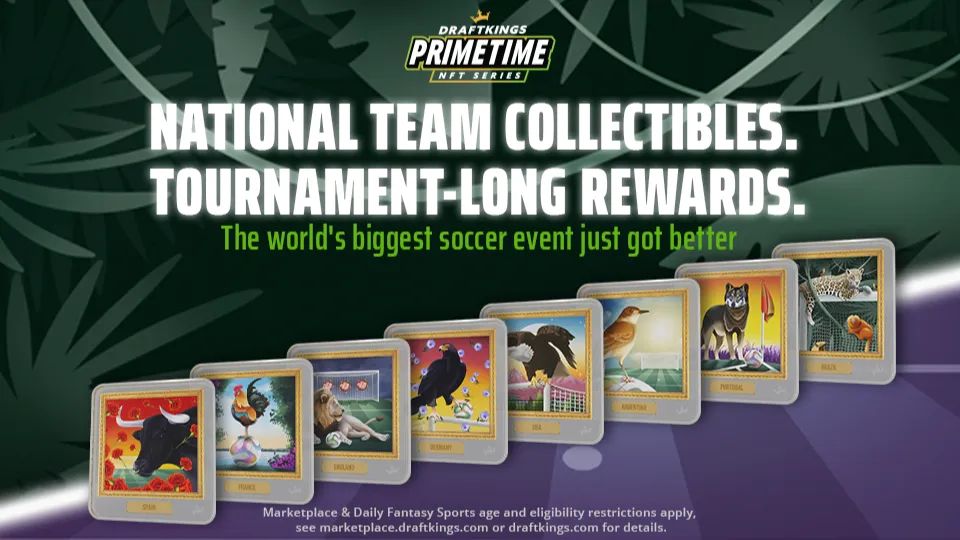 DRAFTKINGS
PRIMETIME
NFT SERIES
NATIONAL TEAM COLLECTIBLES.
TOURNAMENT-LONG REWARDS.
The world's biggest soccer event just got better
BRAZIL
PORTUGAL
ARGENTINA
USA
GERMANY
ENGLAND
FRANCE
SPAIN
Marketplace & Daily Fantasy Sports age and eligibility restrictions apply,
see marketplace.draftkings.com or draftkings.com for details.